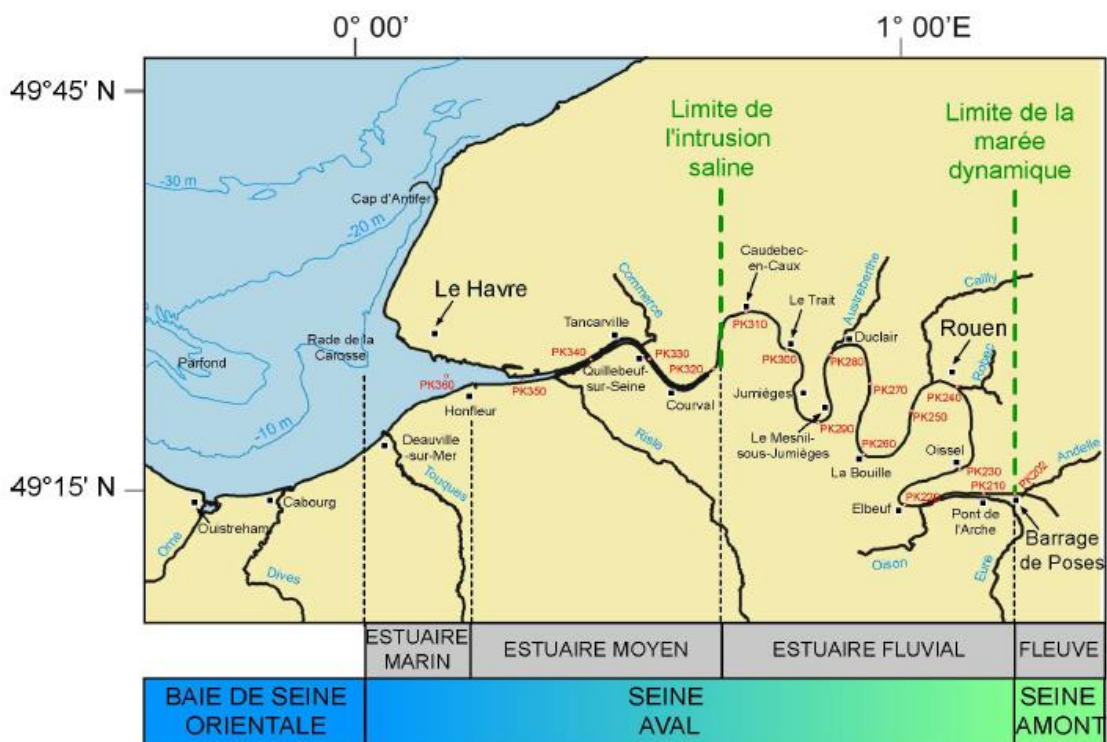 0° 00'
1° 00'E
49°45' N
49°15' N
Limite de
l'intrusion
saline
Limite de la
marée
dynamique
-30 m
-20 m
-10 m
Cap d'Antifer
Le Havre
Rade de la
Carosse
Parfond
Commerce
Tancarville
PK340
Quillebeuf-
sur-Seine
PK330
PK320
PK350
PK360
Honfleur
Courval
Caudebec-
en-Caux
PK310
Le Trait
PK300
Austreberthe
Duclair
PK280
Jumièges
PK270
PK290
Le Mesnil-
sous-Jumièges
PK260
La Bouille
Cailly
Rouen
Robec
PK240
PK250
Oissel
PK230
PK220
PK210
PK202
Andelle
Elbeuf
Pont de
l'Arche
Barrage
de Poses
Oison
Eure
Risle
Deauville
-sur-Mer
Touques
Cabourg
Ouistreham
Orne
Dives
ESTUAIRE
MARIN
ESTUAIRE MOYEN
ESTUAIRE FLUVIAL
FLEUVE
BAIE DE SEINE
ORIENTALE
SEINE
AVAL
SEINE
AMONT